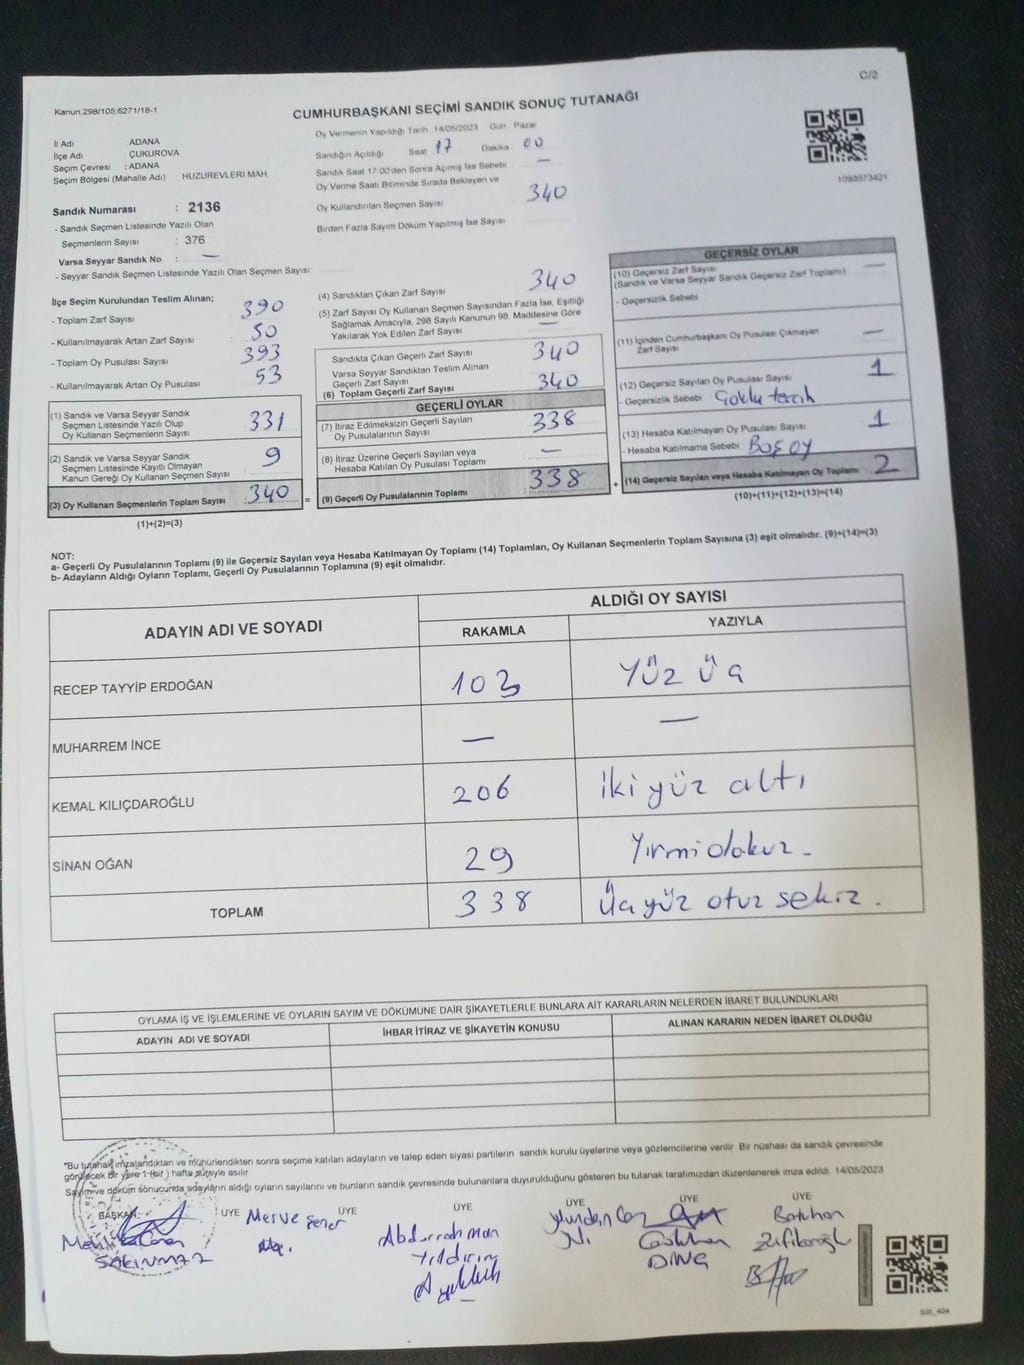 C/2
Kanun;298/105;6271/18-1
CUMHURBAŞKANI SEÇİMİ SANDIK SONUÇ TUTANAĞI
İl Adı ADANA
İlçe Adı ÇUKUROVA
Seçim Çevresi : ADANA
Seçim Bölgesi (Mahalle Adı) HUZUREVLERİ MAH.
Oy Vermenin Yapıldığı Tarih 14/05/2023 Gün Pazar
Sandığın Açıldığı Saat 17 Dakika 00
Sandık Saat 17 00'den Sonra Açımış İse Sebebi —
Oy Verme Saati Bitiminde Sırada Bekleyen ve
Oy Kullandırılan Seçmen Sayısı 340
Birden Fazla Sayım Döküm Yapılmış İse Sayısı
1093573421
Sandık Numarası : 2136
- Sandık Seçmen Listesinde Yazılı Olan
Seçmenlerin Sayısı : 376
Varsa Seyyar Sandık No : —
- Seyyar Sandık Seçmen Listesinde Yazılı Olan Seçmen Sayısı:
İlçe Seçim Kurulundan Teslim Alınan;
- Toplam Zarf Sayısı 390
- Kullanılmayarak Artan Zarf Sayısı 50
- Toplam Oy Pusulası Sayısı 393
- Kullanılmayarak Artan Oy Pusulası 53
(1) Sandık ve Varsa Seyyar Sandık
Seçmen Listesinde Yazılı Olup
Oy Kullanan Seçmenlerin Sayısı 331
(2) Sandık ve Varsa Seyyar Sandık
Seçmen Listesinde Kayıtlı Olmayan
Kanun Gereği Oy Kullanan Seçmen Sayısı 9
(3) Oy Kullanan Seçmenlerin Toplam Sayısı 340 =
(1)+(2)=(3)
(4) Sandıktan Çıkan Zarf Sayısı 340
(5) Zarf Sayısı Oy Kullanan Seçmen Sayısından Fazla İse, Eşitliği
Sağlamak Amacıyla, 298 Sayılı Kanunun 98. Maddesine Göre
Yakılarak Yok Edilen Zarf Sayısı —
Sandıkta Çıkan Geçerli Zarf Sayısı 340
Varsa Seyyar Sandıktan Teslim Alınan
Geçerli Zarf Sayısı
(6) Toplam Geçerli Zarf Sayısı 340
GEÇERLİ OYLAR
(7) İtiraz Edilmeksizin Geçerli Sayılan
Oy Pusulalarının Sayısı 338
(8) İtiraz Üzerine Geçerli Sayılan veya
Hesaba Katılan Oy Pusulası Toplamı —
(9) Geçerli Oy Pusulalarının Toplamı 338 +
GEÇERSİZ OYLAR
(10) Geçersiz Zarf Sayısı
(Sandık ve Varsa Seyyar Sandık Geçersiz Zarf Toplamı) —
- Geçersizlik Sebebi
(11) İçinden Cumhurbaşkanı Oy Pusulası Çıkmayan
Zarf Sayısı —
(12) Geçersiz Sayılan Oy Pusulası Sayısı 1
- Geçersizlik Sebebi Çoklu tercih
(13) Hesaba Katılmayan Oy Pusulası Sayısı 1
- Hesaba Katılmama Sebebi Boş oy
(14) Geçersiz Sayılan veya Hesaba Katılmayan Oy Toplamı 2
(10)+(11)+(12)+(13)=(14)
NOT:
a- Geçerli Oy Pusulalarının Toplamı (9) ile Geçersiz Sayılan veya Hesaba Katılmayan Oy Toplamı (14) Toplamları, Oy Kullanan Seçmenlerin Toplam Sayısına (3) eşit olmalıdır. (9)+(14)=(3)
b- Adayların Aldığı Oyların Toplamı, Geçerli Oy Pusulalarının Toplamına (9) eşit olmalıdır.
ADAYIN ADI VE SOYADI ALDIĞI OY SAYISI
RAKAMLA YAZIYLA
RECEP TAYYİP ERDOĞAN 103 Yüz üç
MUHARREM İNCE — —
KEMAL KILIÇDAROĞLU 206 İki yüz altı
SİNAN OĞAN 29 Yirmi dokuz.
TOPLAM 338 Üç yüz otuz sekiz.
OYLAMA İŞ VE İŞLEMLERİNE VE OYLARIN SAYIM VE DÖKÜMÜNE DAİR ŞİKAYETLERLE BUNLARA AİT KARARLARIN NELERDEN İBARET BULUNDUKLARI
ADAYIN ADI VE SOYADI İHBAR İTİRAZ VE ŞİKAYETİN KONUSU ALINAN KARARIN NEDEN İBARET OLDUĞU
*Bu tutanak imzalandıktan ve mühürlendikten sonra seçime katılan adayların ve talep eden siyasi partilerin sandık kurulu üyelerine veya gözlemcilerine verilir. Bir nüshası da sandık çevresinde
görülecek bir yere 1 (bir ) hafta süreyle asılır.
Sayım ve döküm sonucunda adayların aldığı oyların sayılarını ve bunların sandık çevresinde bulunanlara duyurulduğunu gösteren bu tutanak tarafımızdan düzenlenerek imza edildi. 14/05/2023
BAŞKAN ÜYE ÜYE ÜYE ÜYE ÜYE ÜYE
SAKINMAZ
Merve Şener
Abdurrahman
Yıldırım
DİNÇ
Batuhan
SSI_404